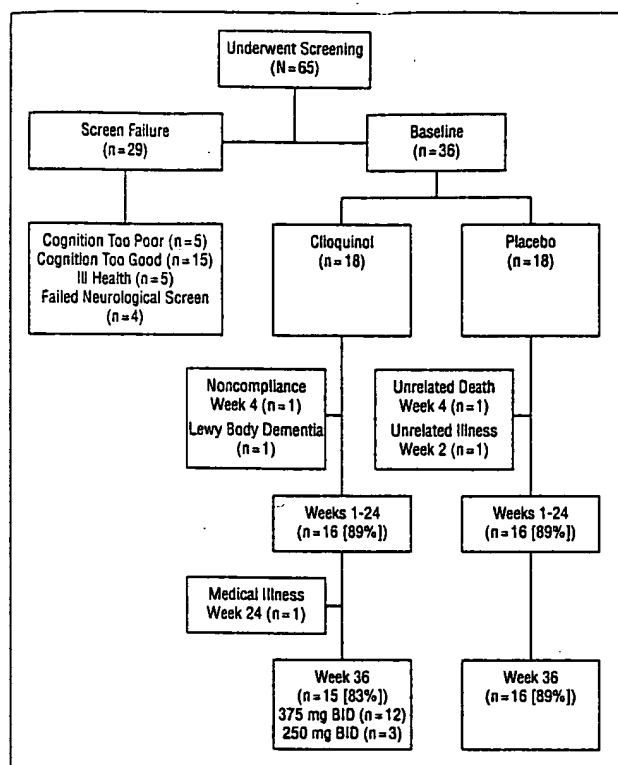 Underwent Screening
(N=65)
Screen Failure
(n=29)
Baseline
(n=36)
Cognition Too Poor (n=5)
Cognition Too Good (n=15)
Ill Health (n=5)
Failed Neurological Screen
(n=4)
Clioquinol
(n=18)
Placebo
(n=18)
Noncompliance
Week 4 (n=1)
Lewy Body Dementia
(n=1)
Unrelated Death
Week 4 (n=1)
Unrelated Illness
Week 2 (n=1)
Weeks 1-24
(n=16 [89%])
Weeks 1-24
(n=16 [89%])
Medical Illness
Week 24 (n=1)
Week 36
(n=15 [83%])
375 mg BID (n=12)
250 mg BID (n=3)
Week 36
(n=16 [89%])